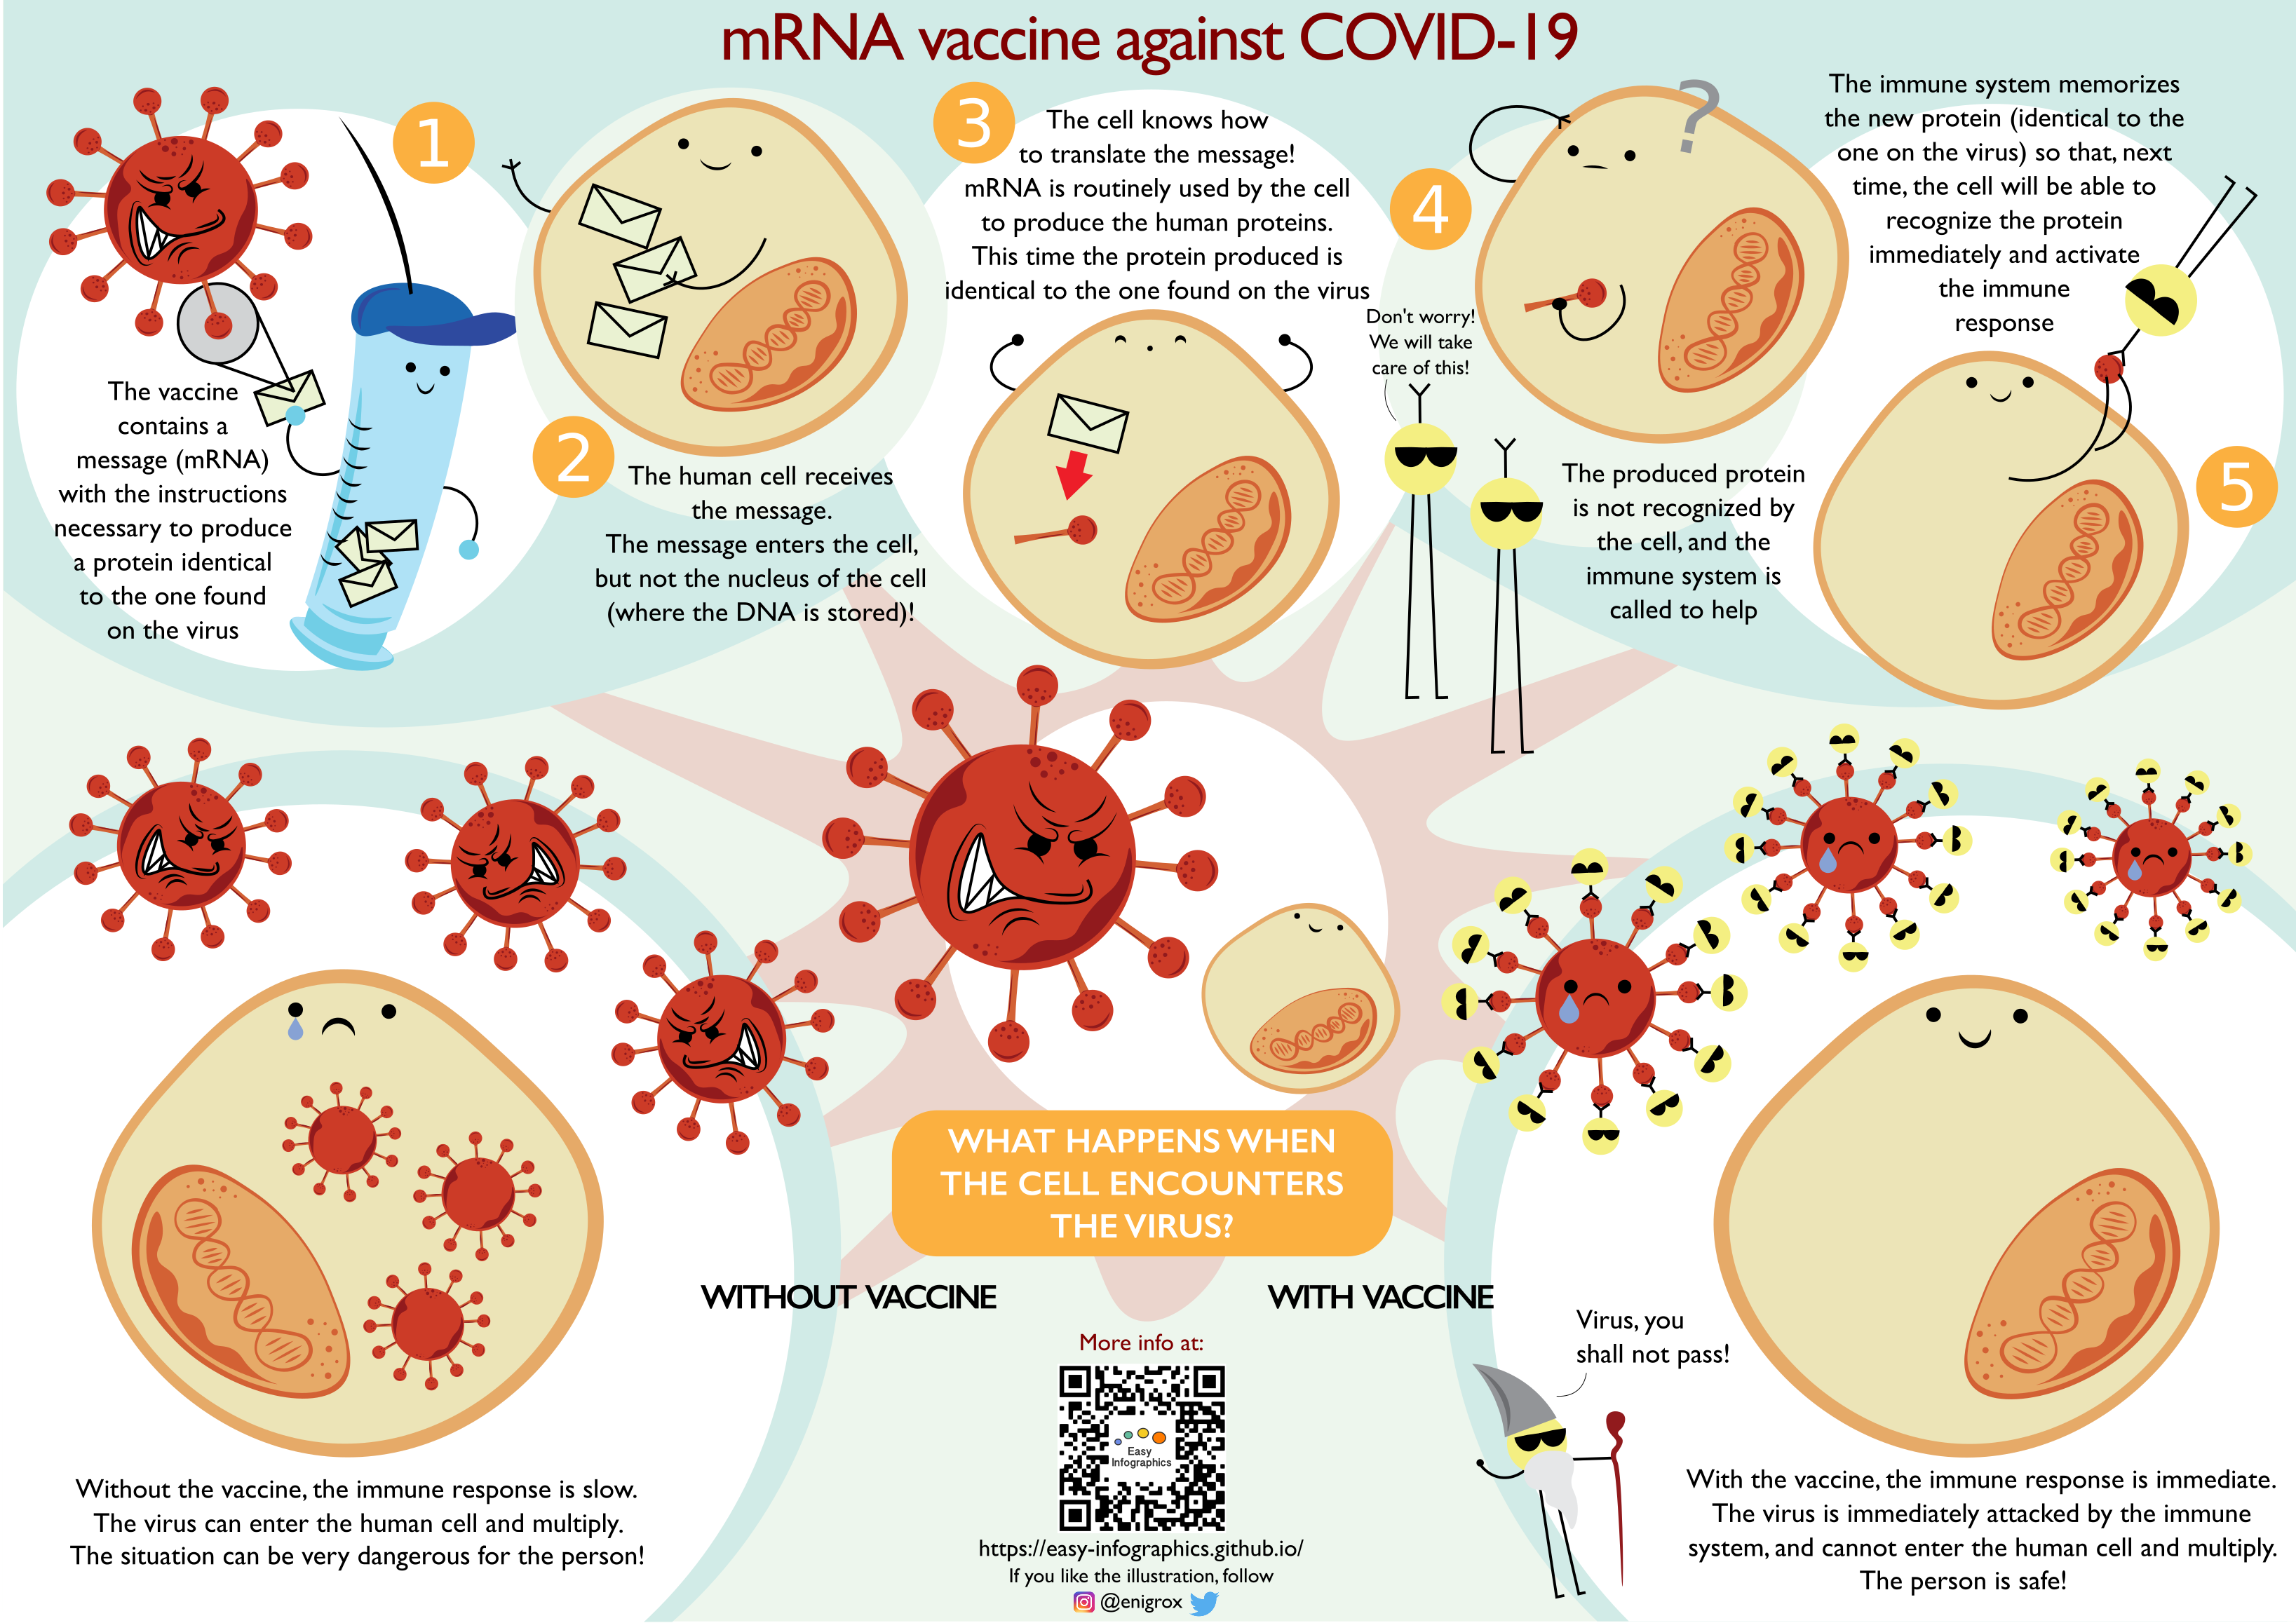 mRNA vaccine against COVID-19
1
The vaccine
contains a
message (mRNA)
with the instructions
necessary to produce
a protein identical
to the one found
on the virus
2
The human cell receives
the message.
The message enters the cell,
but not the nucleus of the cell
(where the DNA is stored)!
3
The cell knows how
to translate the message!
mRNA is routinely used by the cell
to produce the human proteins.
This time the protein produced is
identical to the one found on the virus
4
?
Don't worry!
We will take
care of this!
The produced protein
is not recognized by
the cell, and the
immune system is
called to help
The immune system memorizes
the new protein (identical to the
one on the virus) so that, next
time, the cell will be able to
recognize the protein
immediately and activate
the immune
response
5
WHAT HAPPENS WHEN
THE CELL ENCOUNTERS
THE VIRUS?
WITHOUT VACCINE
WITH VACCINE
Without the vaccine, the immune response is slow.
The virus can enter the human cell and multiply.
The situation can be very dangerous for the person!
More info at:
Easy
Infographics
https://easy-infographics.github.io/
If you like the illustration, follow
@enigrox
Virus, you
shall not pass!
With the vaccine, the immune response is immediate.
The virus is immediately attacked by the immune
system, and cannot enter the human cell and multiply.
The person is safe!